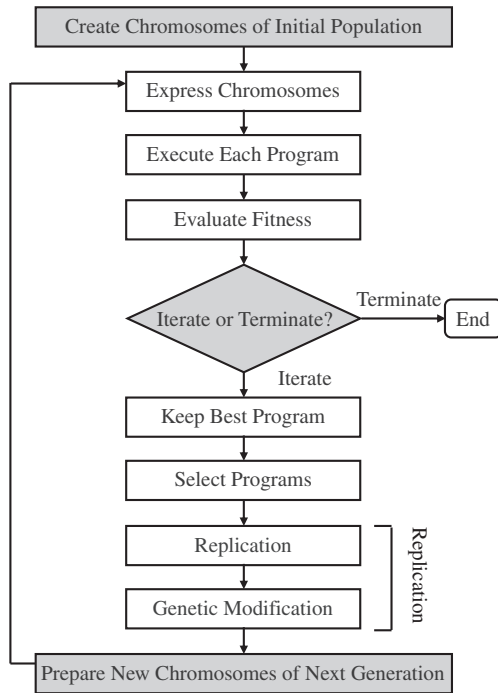 Create Chromosomes of Initial Population
Express Chromosomes
Execute Each Program
Evaluate Fitness
Iterate or Terminate?
Terminate
End
Iterate
Keep Best Program
Select Programs
Replication
Genetic Modification
Replication
Prepare New Chromosomes of Next Generation